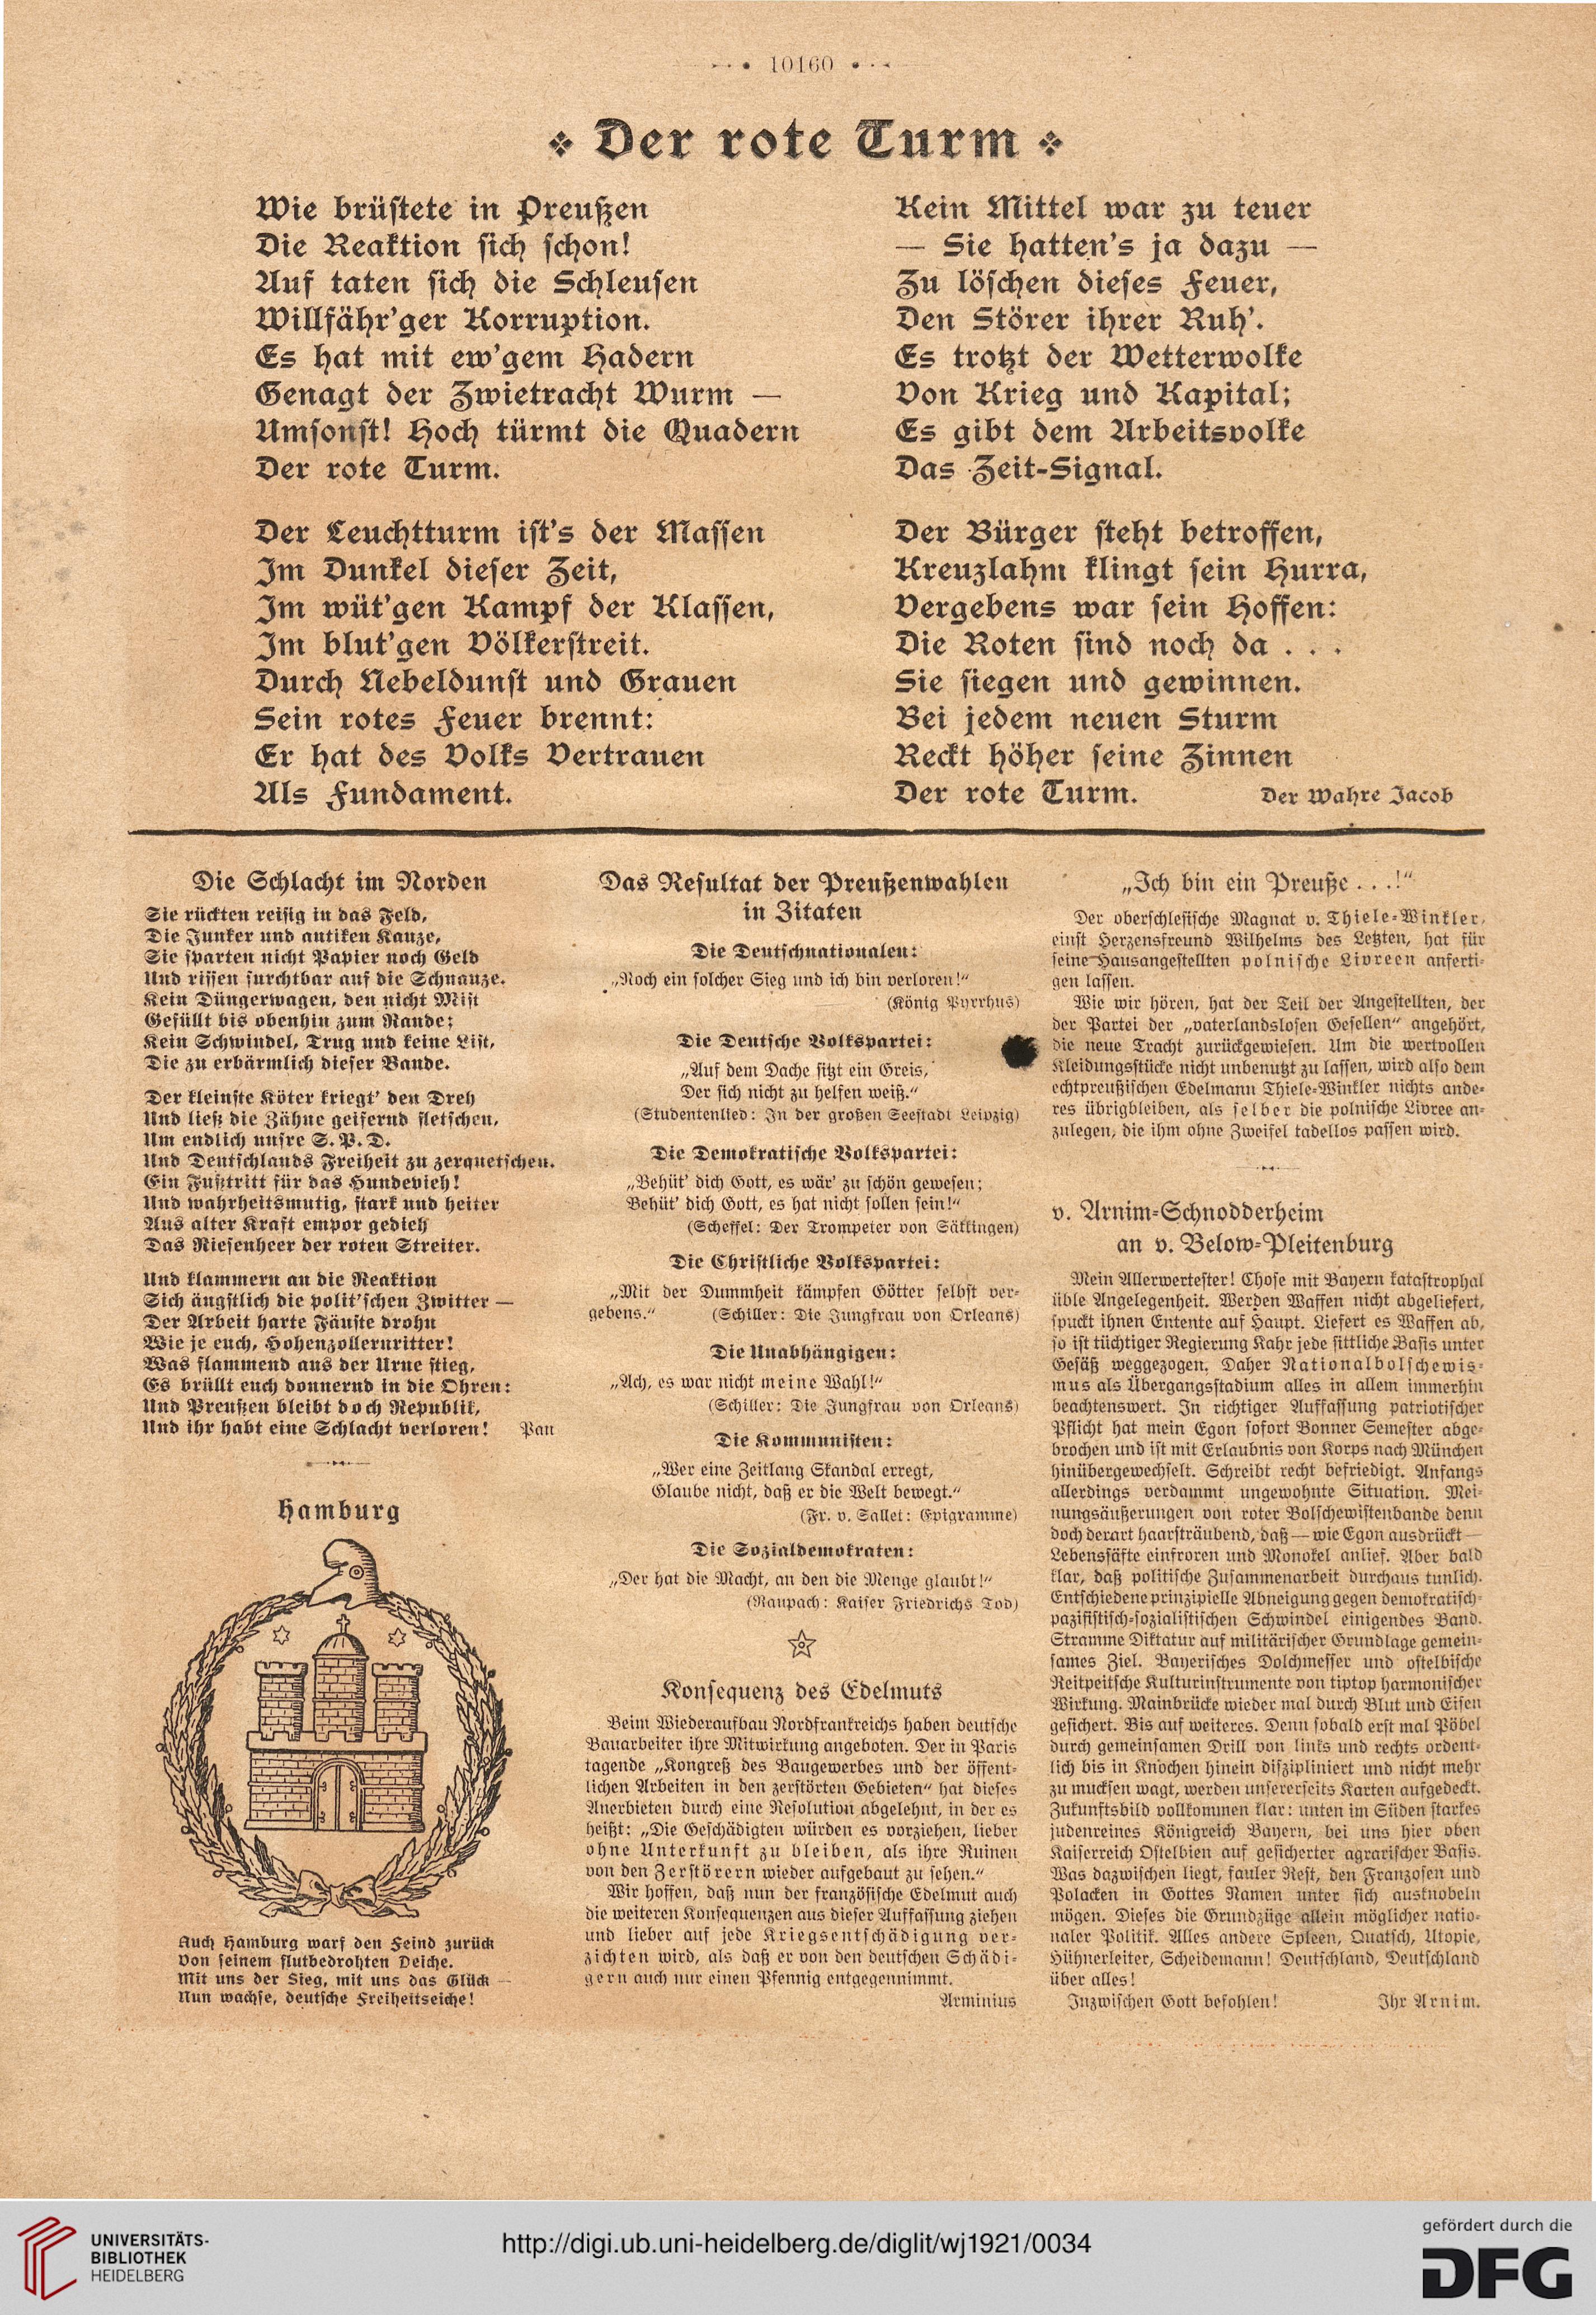 10160
Der rote Turm
Wie brüstete in Preußen
Die Reaktion sich schon!
Auf taten sich die Schleusen
Willfähr'ger Korruption.
Es hat mit ew'gem Hadern
Genagt der Zwietracht Wurm —
Umsonst! Hoch türmt die Quadern
Der rote Turm.
Der Leuchtturm ist's der Massen
Im Dunkel dieser Zeit,
Im wüt'gen Kampf der Klassen,
Im blut'gen Völkerstreit.
Durch Nebeldunst und Grauen
Sein rotes Feuer brennt:
Er hat des Volks Vertrauen
Als Fundament.
Kein Mittel war zu teuer
— Sie hatten's ja dazu —
Zu löschen dieses Feuer,
Den Störer ihrer Ruh'.
Es trotzt der Wetterwolke
Von Krieg und Kapital;
Es gibt dem Arbeitsvolke
Das Zeit-Signal.
Der Bürger steht betroffen,
Kreuzlahm klingt sein Hurra,
Vergebens war sein Hoffen:
Die Roten sind noch da . . .
Sie siegen und gewinnen.
Bei jedem neuen Sturm
Reckt höher seine Zinnen
Der rote Turm. Der Wahre Jacob
Die Schlacht im Norden
Sie rückten reisig in das Feld,
Die Junker und antiken Kauze,
Sie sparten nicht Papier noch Geld
Und rissen furchtbar auf die Schnauze.
Kein Düngerwagen, den nicht Mist
Gefüllt bis obenhin zum Rande;
Kein Schwindel, Trug und keine List,
Die zu erbärmlich dieser Bande.
Der kleinste Köter kriegt' den Dreh
Und ließ die Zähne geifernd fletschen,
Um endlich unsre S. P. D.
Und Deutschlands Freiheit zu zerquetschen.
Ein Fußtritt für das Hundevieh!
Und wahrheitsmutig, stark und heiter
Aus alter Kraft empor gedieh
Das Riesenheer der roten Streiter.
Und klammern an die Reaktion
Sich ängstlich die polit'schen Zwitter —
Der Arbeit harte Fäuste drohn
Wie je euch, Hohenzollernritter!
Was flammend aus der Urne stieg,
Es brüllt euch donnernd in die Ohren:
Und Preußen bleibt doch Republik,
Und ihr habt eine Schlacht verloren! Pan
Hamburg
Auch Hamburg warf den Feind zurück
Von seinem flutbedrohten Deiche.
Mit uns der Sieg, mit uns das Glück —
Nun wachse, deutsche Freiheitseiche!
Das Resultat der Preußenwahlen
in Zitaten
Die Deutschnationalen:
„Noch ein solcher Sieg und ich bin verloren!“
(König Pyrrhus)
Die Deutsche Volkspartei:
„Auf dem Dache sitzt ein Greis,
Der sich nicht zu helfen weiß.“
(Studentenlied: In der großen Seestadt Leipzig)
Die Demokratische Volkspartei:
„Behüt' dich Gott, es wär' zu schön gewesen;
Behüt' dich Gott, es hat nicht sollen sein!“
(Scheffel: Der Trompeter von Säkkingen)
Die Christliche Volkspartei:
„Mit der Dummheit kämpfen Götter selbst ver-
gebens.“ (Schiller: Die Jungfrau von Orleans)
Die Unabhängigen:
„Ach, es war nicht meine Wahl!“
(Schiller: Die Jungfrau von Orleans)
Die Kommunisten:
„Wer eine Zeitlang Skandal erregt,
Glaube nicht, daß er die Welt bewegt.“
(Fr. v. Sallet: Epigramme)
Die Sozialdemokraten:
„Der hat die Macht, an den die Menge glaubt!“
(Raupach: Kaiser Friedrichs Tod)
Konsequenz des Edelmuts
Beim Wiederaufbau Nordfrankreichs haben deutsche
Bauarbeiter ihre Mitwirkung angeboten. Der in Paris
tagende „Kongreß des Baugewerbes und der öffent-
lichen Arbeiten in den zerstörten Gebieten“ hat dieses
Anerbieten durch eine Resolution abgelehnt, in der es
heißt: „Die Geschädigten würden es vorziehen, lieber
ohne Unterkunft zu bleiben, als ihre Ruinen
von den Zerstörern wieder aufgebaut zu sehen.“
Wir hoffen, daß nun der französische Edelmut auch
die weiteren Konsequenzen aus dieser Auffassung ziehen
und lieber auf jede Kriegsentschädigung ver-
zichten wird, als daß er von den deutschen Schädi-
gern auch nur einen Pfennig entgegennimmt.
Arminius
„Ich bin ein Preuße . . .!“
Der oberschlesische Magnat v. Thiele-Winkler,
einst Herzensfreund Wilhelms des Letzten, hat für
seine Hausangestellten polnische Livreen anferti-
gen lassen.
Wie wir hören, hat der Teil der Angestellten, der
der Partei der „vaterlandslosen Gesellen“ angehört,
die neue Tracht zurückgewiesen. Um die wertvollen
Kleidungsstücke nicht unbenutzt zu lassen, wird also dem
echtpreußischen Edelmann Thiele-Winkler nichts ande-
res übrigbleiben, als selber die polnische Livree an-
zulegen, die ihm ohne Zweifel tadellos passen wird.
v. Arnim-Schnodderheim
an v. Below-Pleitenburg
Mein Allerwertester! Chose mit Bayern katastrophal
üble Angelegenheit. Werden Waffen nicht abgeliefert,
spuckt ihnen Entente auf Haupt. Liefert es Waffen ab,
so ist tüchtiger Regierung Kahr jede sittliche Basis unter
Gesäß weggezogen. Daher Nationalbolschewis-
mus als Übergangsstadium alles in allem immerhin
beachtenswert. In richtiger Auffassung patriotischer
Pflicht hat mein Egon sofort Bonner Semester abge-
brochen und ist mit Erlaubnis von Korps nach München
hinübergewechselt. Schreibt recht befriedigt. Anfangs
allerdings verdammt ungewohnte Situation. Mei-
nungsäußerungen von roter Bolschewistenbande denn
doch derart haarsträubend, daß — wie Egon ausdrückt —
Lebenssäfte einfroren und Monokel anlief. Aber bald
klar, daß politische Zusammenarbeit durchaus tunlich.
Entschiedene prinzipielle Abneigung gegen demokratisch-
pazifistisch-sozialistischen Schwindel einigendes Band.
Stramme Diktatur auf militärischer Grundlage gemein-
sames Ziel. Bayerisches Dolchmesser und ostelbische
Reitpeitsche Kulturinstrumente von tiptop harmonischer
Wirkung. Mainbrücke wieder mal durch Blut und Eisen
gesichert. Bis auf weiteres. Denn sobald erst mal Pöbel
durch gemeinsamen Drill von links und rechts ordent-
lich bis in Knochen hinein diszipliniert und nicht mehr
zu mucksen wagt, werden unsererseits Karten aufgedeckt.
Zukunftsbild vollkommen klar: unten im Süden starkes
judenreines Königreich Bayern, bei uns hier oben
Kaiserreich Ostelbien auf gesicherter agrarischer Basis.
Was dazwischen liegt, fauler Rest, den Franzosen und
Polacken in Gottes Namen unter sich ausknobeln
mögen. Dieses die Grundzüge allein möglicher natio-
naler Politik. Alles andere Spleen, Quatsch, Utopie,
Hühnerleiter, Scheidemann! Deutschland, Deutschland
über alles!
Inzwischen Gott befohlen! Ihr Arnim.
UNIVERSITÄTS-
BIBLIOTHEK
HEIDELBERG
http://digi.ub.uni-heidelberg.de/diglit/wj1921/0034
gefördert durch die
DFG